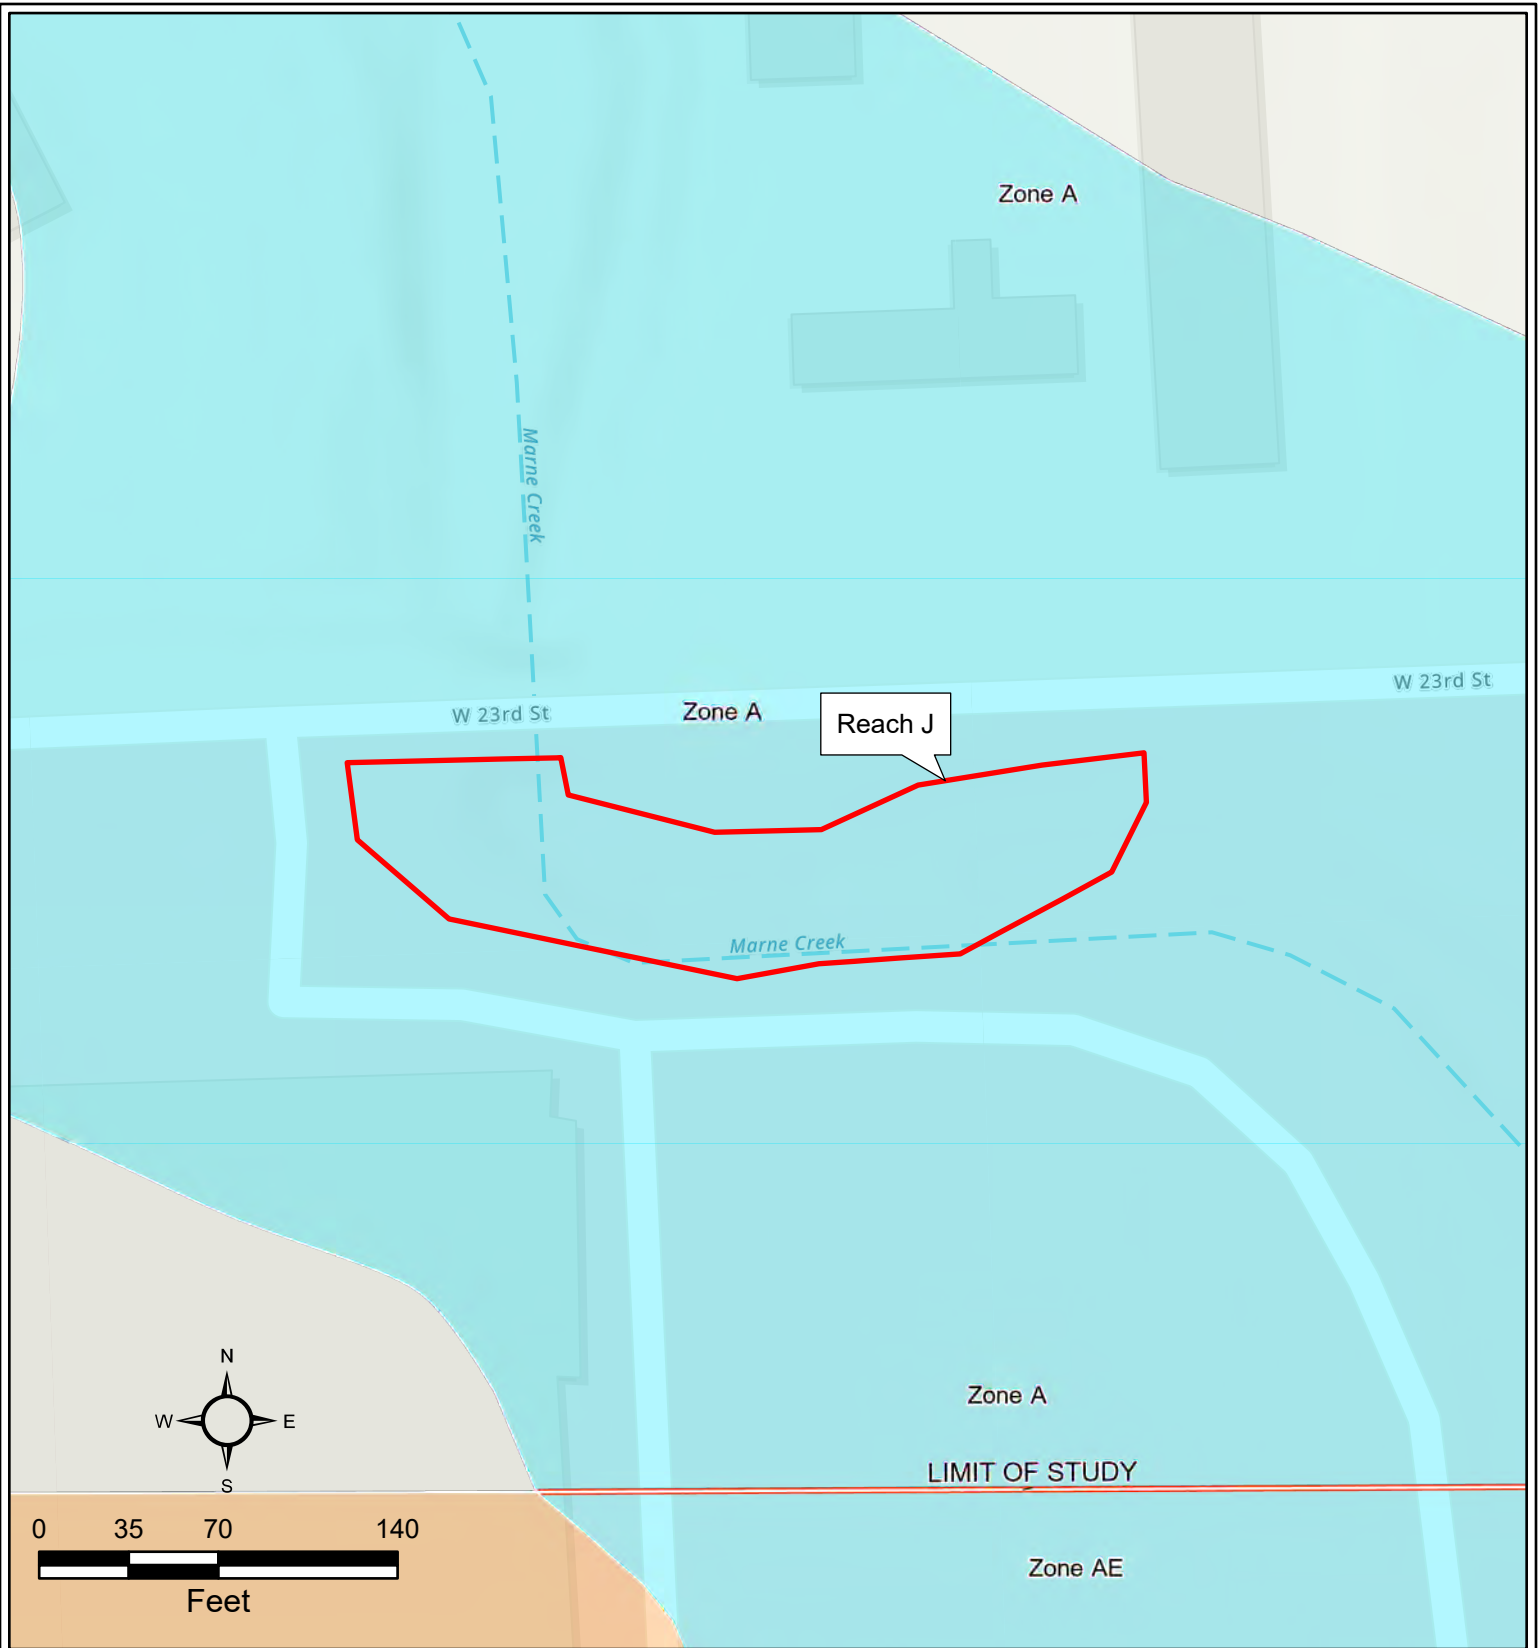 Zone A
Marne Creek
W 23rd St
W 23rd St
Zone A
Reach J
Marne Creek
N
W E
S
Zone A
LIMIT OF STUDY
0 35 70 140
Feet
Zone AE